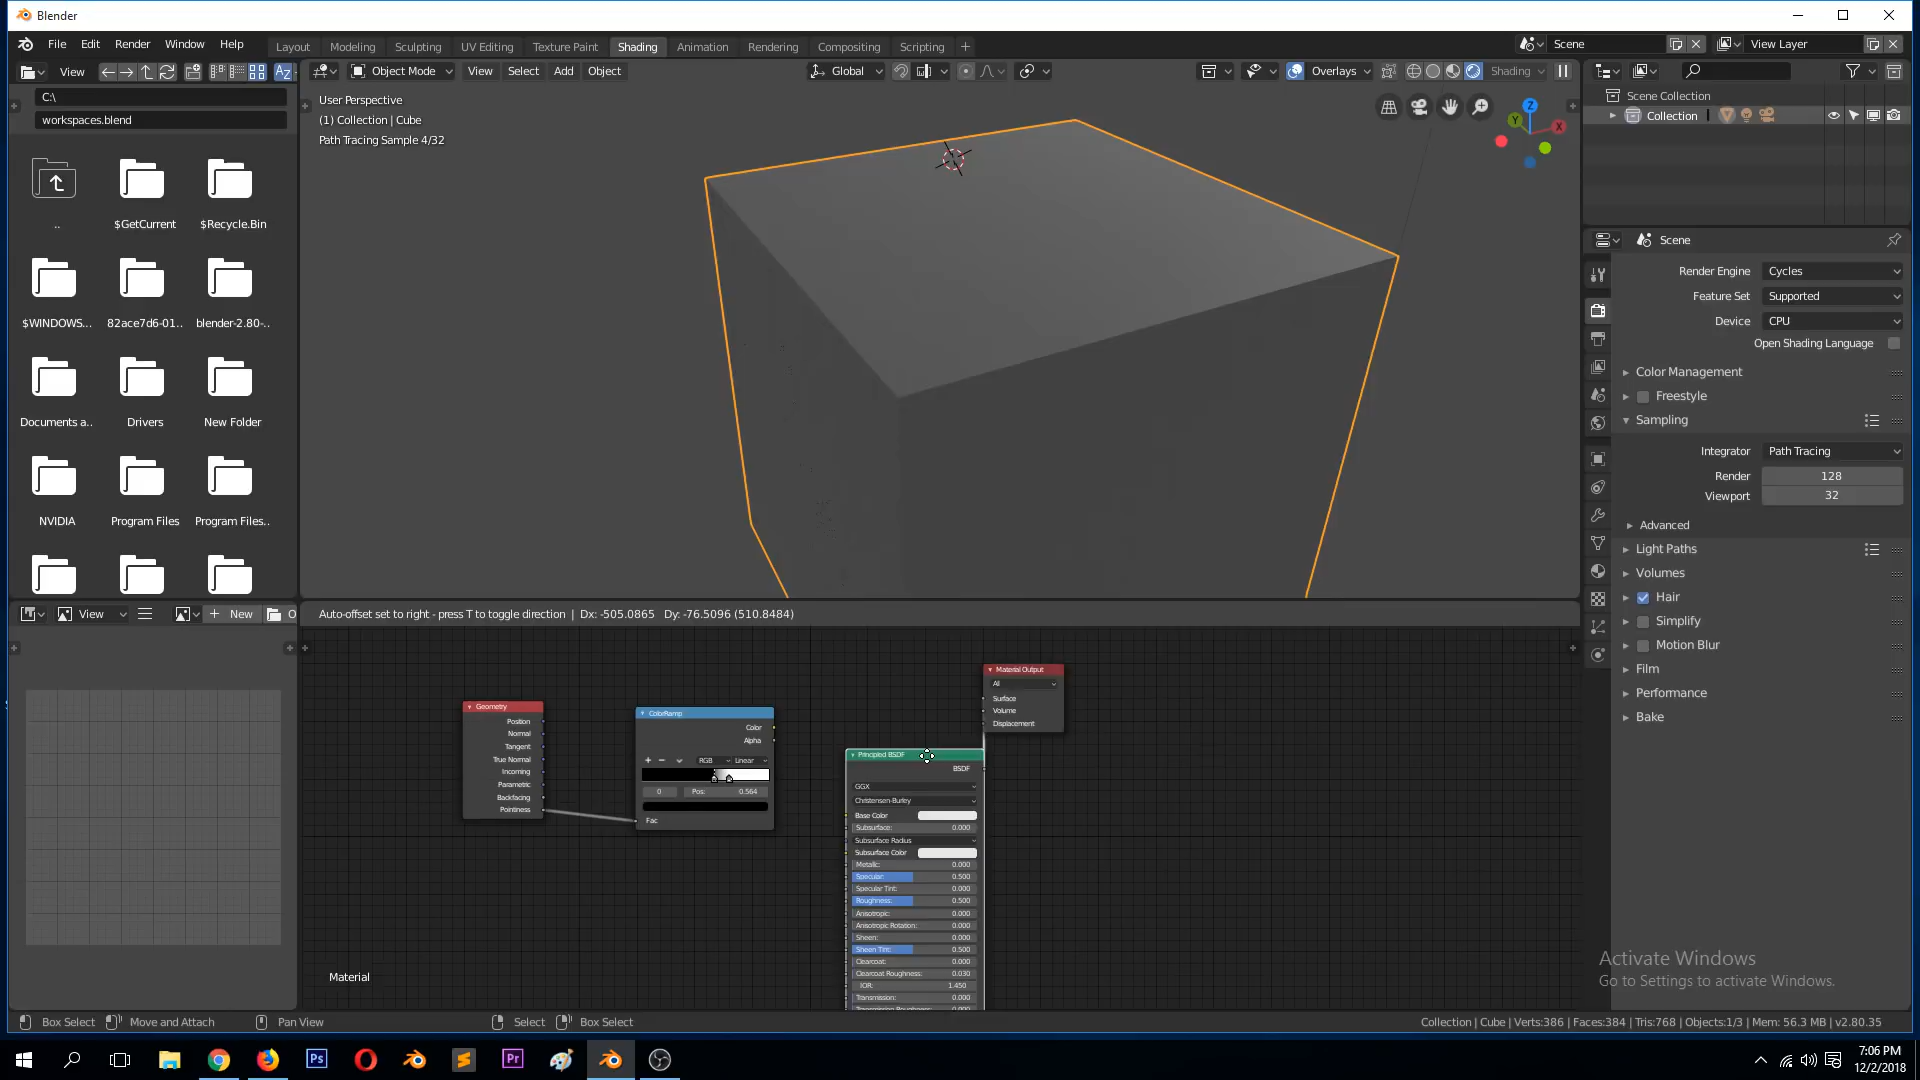 Blender
File Edit Render Window Help
Layout Modeling Sculpting UV Editing Texture Paint Shading Animation Rendering Compositing Scripting
Scene
View Layer
View
Object Mode View Select Add Object
Global
Overlays
Shading
C:\
workspaces.blend
..
$GetCurrent
$Recycle.Bin
$WINDOWS...
82ace7d6-01..
blender-2.80-..
Documents a..
Drivers
New Folder
NVIDIA
Program Files
Program Files..
User Perspective
(1) Collection | Cube
Path Tracing Sample 4/32
Z
Y
X
Scene Collection
Collection
Scene
Render Engine Cycles
Feature Set Supported
Device CPU
Open Shading Language
Color Management
Freestyle
Sampling
Integrator Path Tracing
Render 128
Viewport 32
Advanced
Light Paths
Volumes
Hair
Simplify
Motion Blur
Film
Performance
Bake
View
New
O
Auto-offset set to right - press T to toggle direction | Dx: -505.0865 Dy: -76.5096 (510.8484)
Geometry
Position
Normal
Tangent
True Normal
Incoming
Parametric
Backfacing
Pointiness
ColorRamp
Color
Alpha
RGB Linear
0 Pos: 0.564
Fac
Principled BSDF
BSDF
GGX
Christensen-Burley
Base Color
Subsurface: 0.000
Subsurface Radius
Subsurface Color
Metallic: 0.000
Specular: 0.500
Specular Tint: 0.000
Roughness: 0.500
Anisotropic: 0.000
Anisotropic Rotation: 0.000
Sheen: 0.000
Sheen Tint: 0.500
Clearcoat: 0.000
Clearcoat Roughness: 0.030
IOR: 1.450
Transmission: 0.000
Material Output
All
Surface
Volume
Displacement
Material
Activate Windows
Go to Settings to activate Windows.
Box Select Move and Attach Pan View Select Box Select
Collection | Cube | Verts:386 | Faces:384 | Tris:768 | Objects:1/3 | Mem: 56.3 MB | v2.80.35
Ps
Pr
7:06 PM
12/2/2018